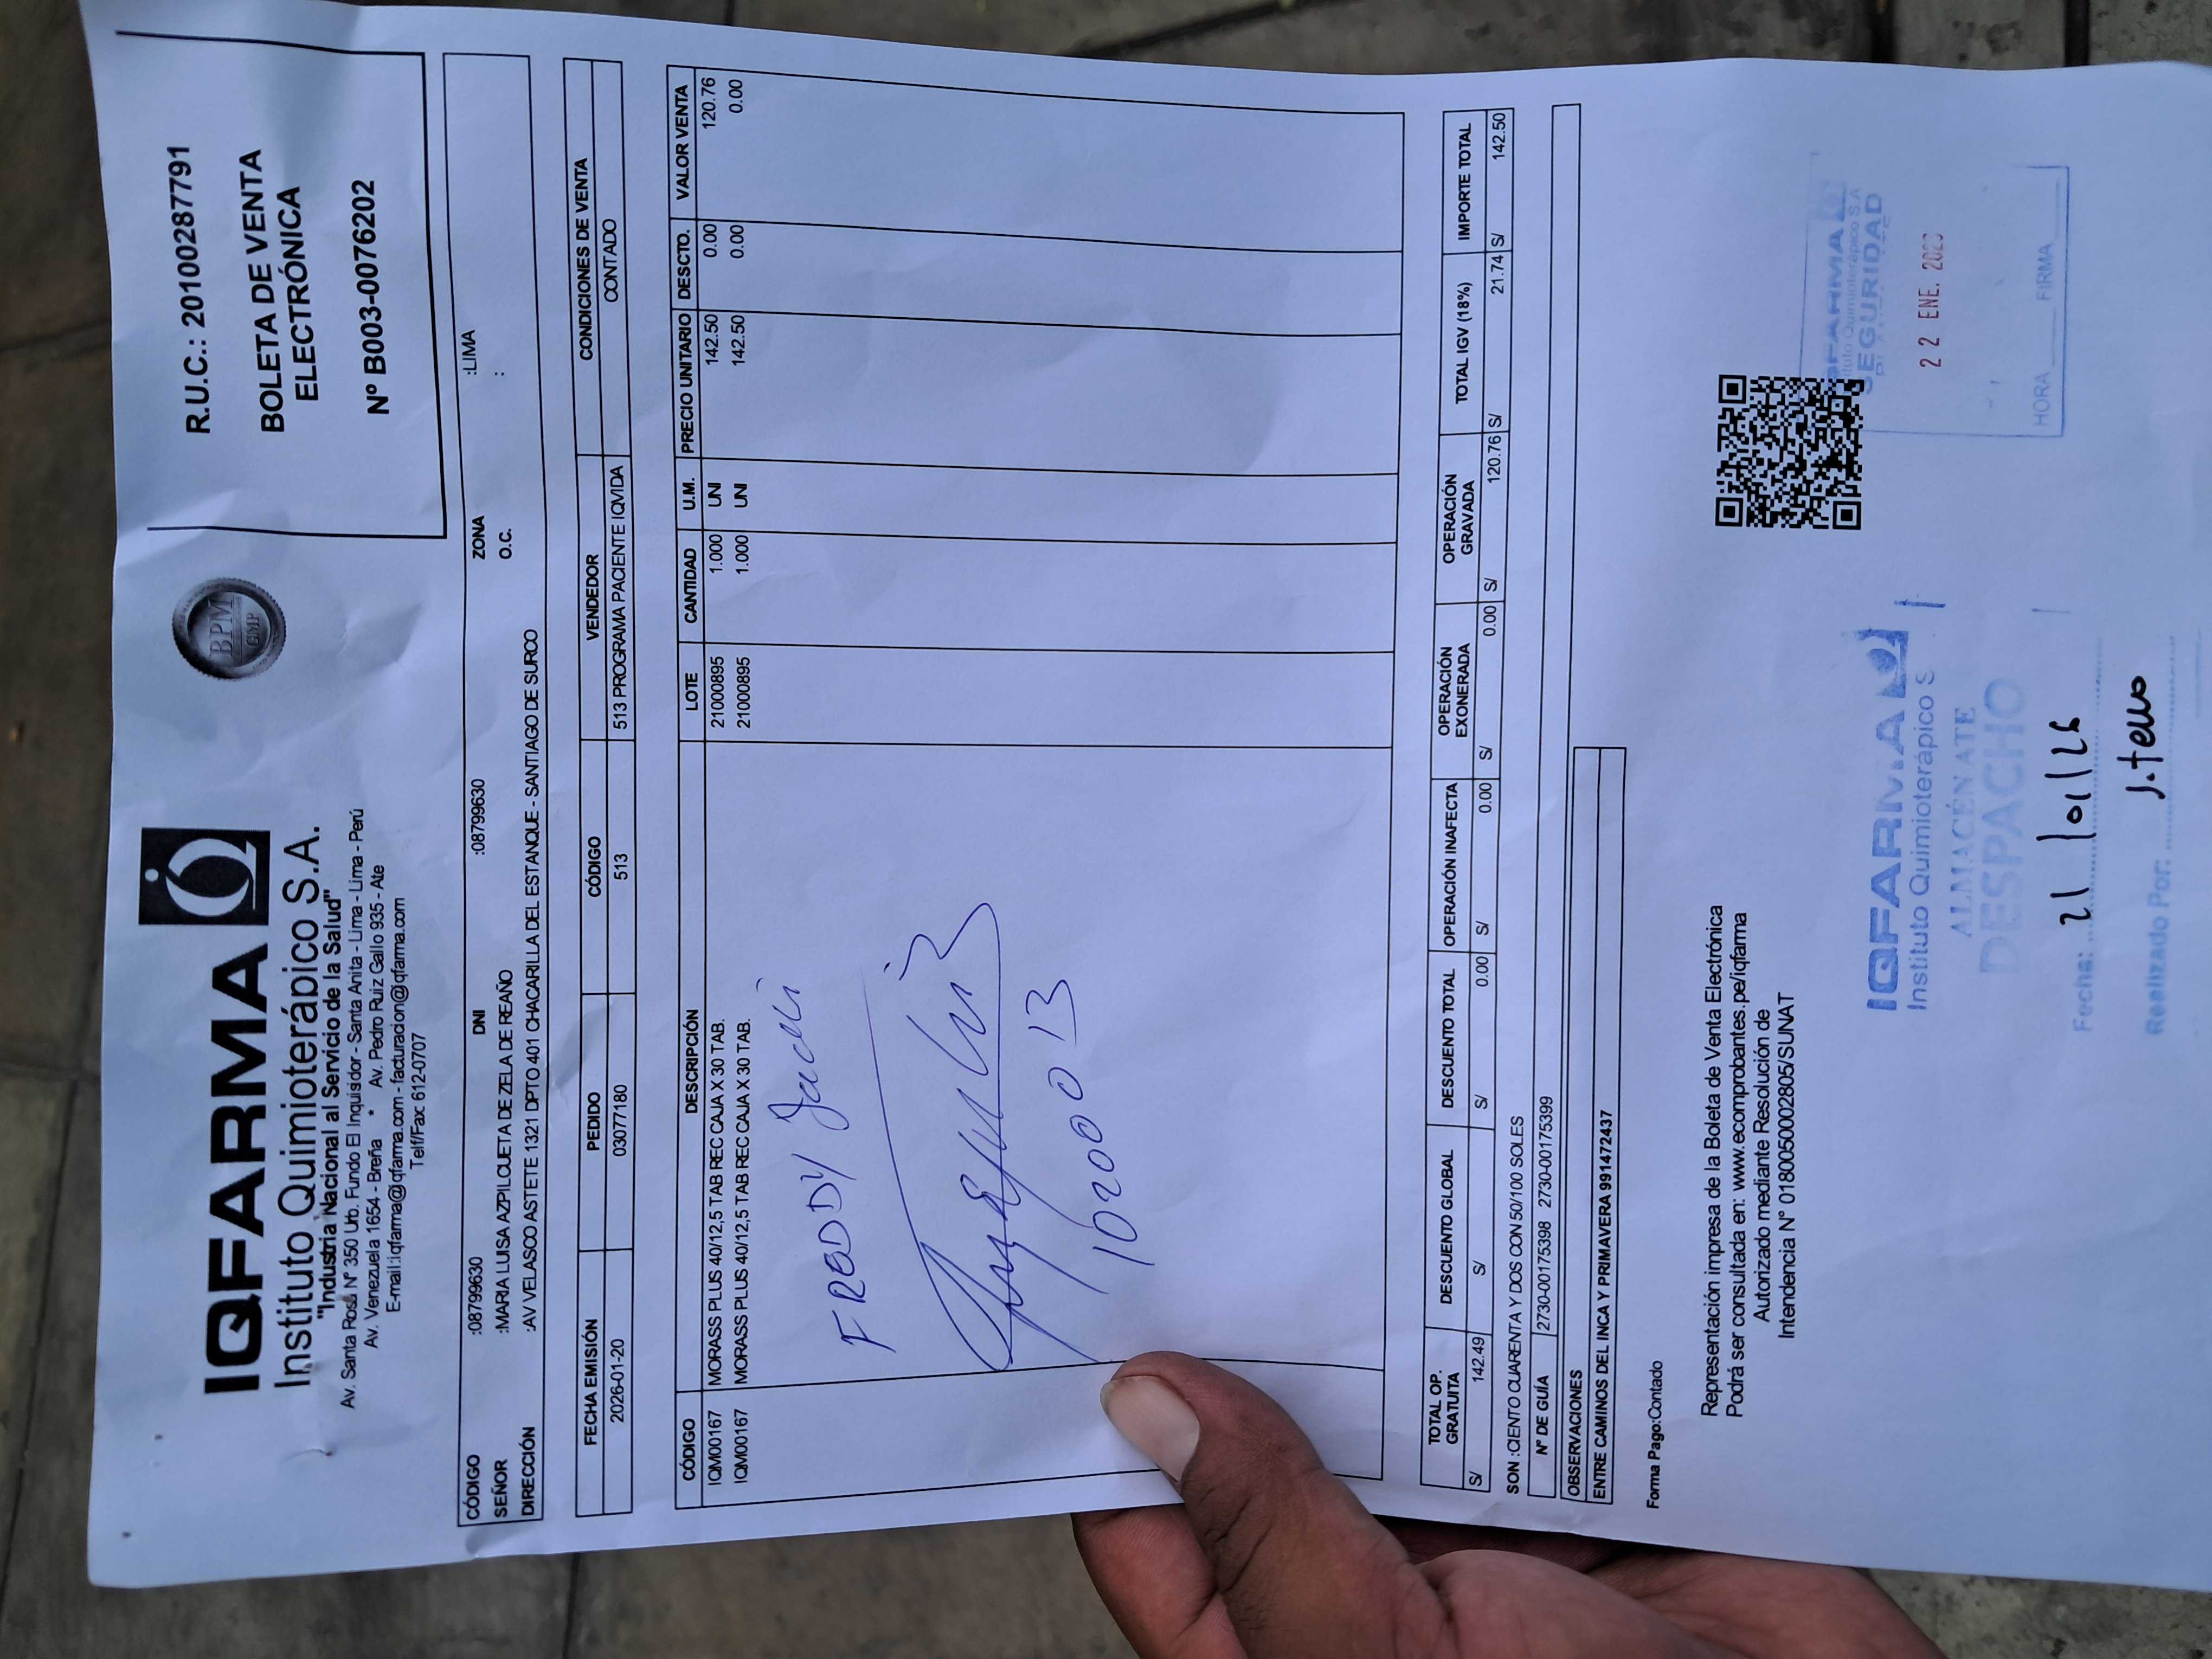 IQFARMA
Instituto Quimioterápico S.A.
"Industria Nacional al Servicio de la Salud"
Av. Santa Rosa Nº 350 Urb. Fundo El Inquisidor - Santa Anita - Lima - Lima - Perú
Av. Venezuela 1654 - Breña * Av. Pedro Ruiz Gallo 935 - Ate
E-mail:iqfarma@iqfarma.com - facturacion@iqfarma.com
Telf/Fax: 612-0707
BPM
GMP
R.U.C.: 20100287791
BOLETA DE VENTA
ELECTRÓNICA
Nº B003-0076202
CÓDIGO :08799630 DNI :08799630 ZONA :LIMA
SEÑOR :MARIA LUISA AZPILCUETA DE ZELA DE REAÑO O.C. :
DIRECCIÓN :AV VELASCO ASTETE 1321 DPTO 401 CHACARILLA DEL ESTANQUE - SANTIAGO DE SURCO
FECHA EMISIÓN PEDIDO CÓDIGO VENDEDOR CONDICIONES DE VENTA
2026-01-20 03077180 513 513 PROGRAMA PACIENTE IQVIDA CONTADO
CÓDIGO DESCRIPCIÓN LOTE CANTIDAD U.M. PRECIO UNITARIO DESCTO. VALOR VENTA
IQM00167 MORASS PLUS 40/12,5 TAB REC CAJA X 30 TAB. 21000895 1.000 UNI 142.50 0.00 120.76
IQM00167 MORASS PLUS 40/12,5 TAB REC CAJA X 30 TAB. 21000895 1.000 UNI 142.50 0.00 0.00
FREDDY
10200013
TOTAL OP. GRATUITA DESCUENTO GLOBAL DESCUENTO TOTAL OPERACIÓN INAFECTA OPERACIÓN EXONERADA OPERACIÓN GRAVADA TOTAL IGV (18%) IMPORTE TOTAL
S/ 142.49 S/ S/ 0.00 S/ 0.00 S/ 0.00 S/ 120.76 S/ 21.74 S/ 142.50
SON :CIENTO CUARENTA Y DOS CON 50/100 SOLES
Nº DE GUÍA 2730-00175398 2730-00175399
OBSERVACIONES
ENTRE CAMINOS DEL INCA Y PRIMAVERA 991472437
Forma Pago:Contado
Representación impresa de la Boleta de Venta Electrónica
Podrá ser consultada en: www.ecomprobantes.pe/iqfarma
Autorizado mediante Resolución de
Intendencia N° 0180050002805/SUNAT
IQFARMA
Instituto Quimioterápico S
ALMACÉN ATE
DESPACHO
Fecha: 21/01/26
Realizado Por: J. Tello
SEGURIDAD
22 ENE.
HORA FIRMA